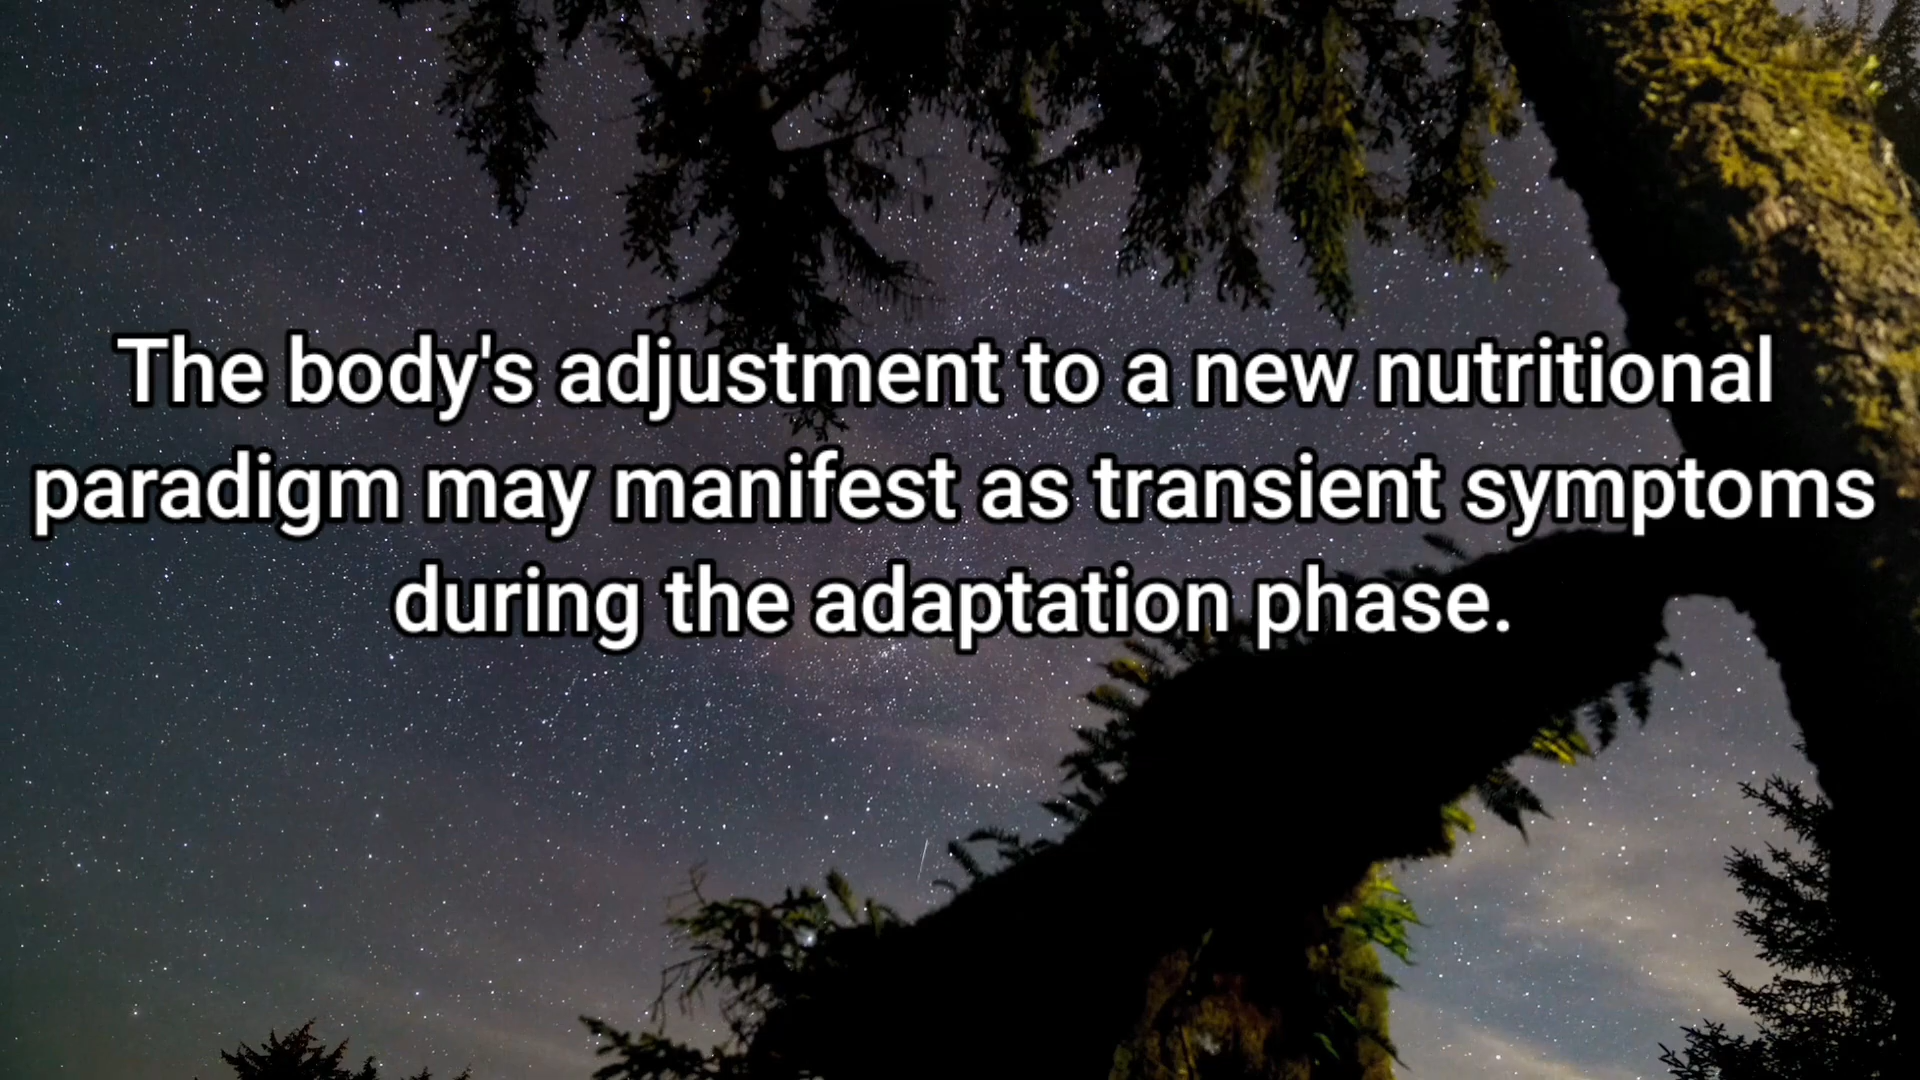 The body's adjustment to a new nutritional
paradigm may manifest as transient symptoms
during the adaptation phase.